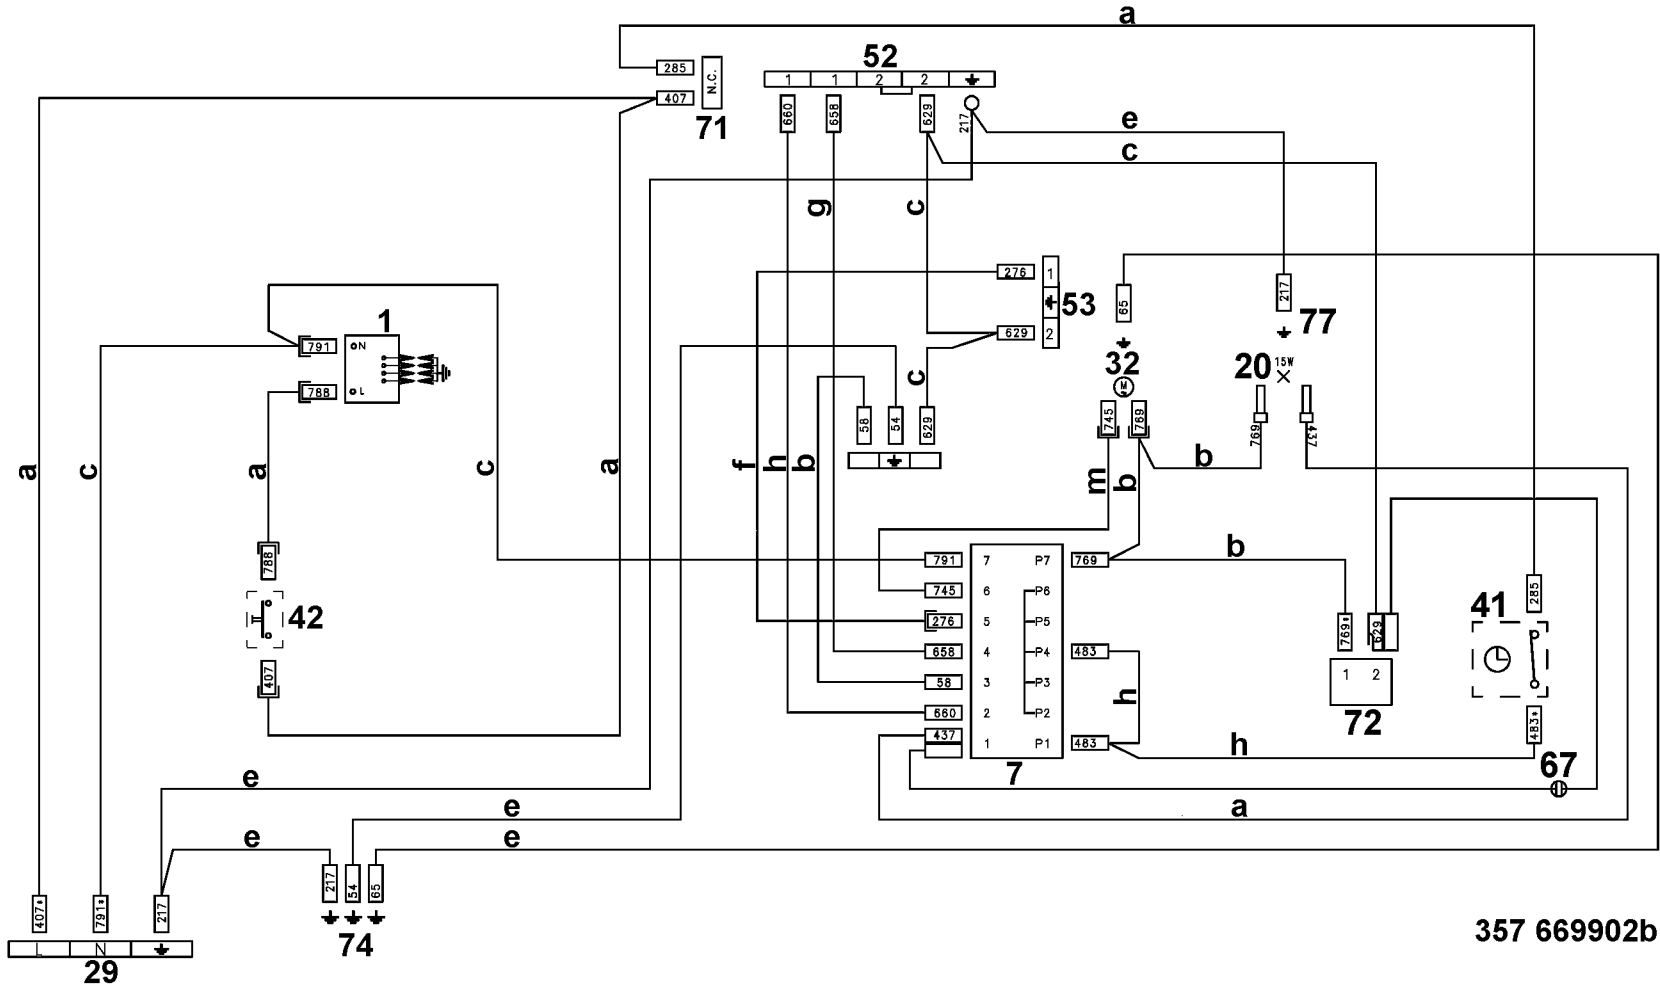 a
52
285
N.C.
1 1 2 2
407
71
660
658
629
217
e
c
g
c
276
1
53
65
217
77
1
791
N
629
2
32
M
20
15W
788
L
c
745
769
769
437
58
54
629
a
c
a
c
a
f
h
b
m
b
b
788
791
7
P7
769
b
745
6
P6
42
276
5
P5
285
41
769*
629
658
4
P4
483
407
58
3
P3
h
1 2
660
2
P2
483*
72
437
1
P1
483
h
7
67
e
e
a
e
e
217
54
65
407*
791*
217
74
L N
29
357 669902b